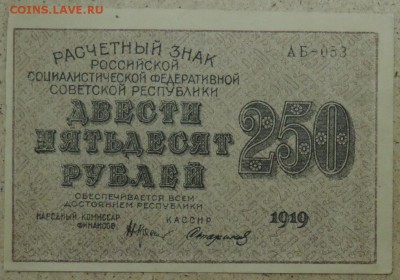 COINS.LAVE.RU
РАСЧЕТНЫЙ ЗНАК
АБ-053
РОССИЙСКОЙ
СОЦИАЛИСТИЧЕСКОЙ ФЕДЕРАТИВНОЙ
СОВЕТСКОЙ РЕСПУБЛИКИ
ДВЕСТИ
ПЯТЬДЕСЯТ
РУБЛЕЙ
250
ОБЕСПЕЧИВАЕТСЯ ВСЕМ
ДОСТОЯНИЕМ РЕСПУБЛИКИ
НАРОДНЫЙ КОМИССАР
ФИНАНСОВ
КАССИР
1919